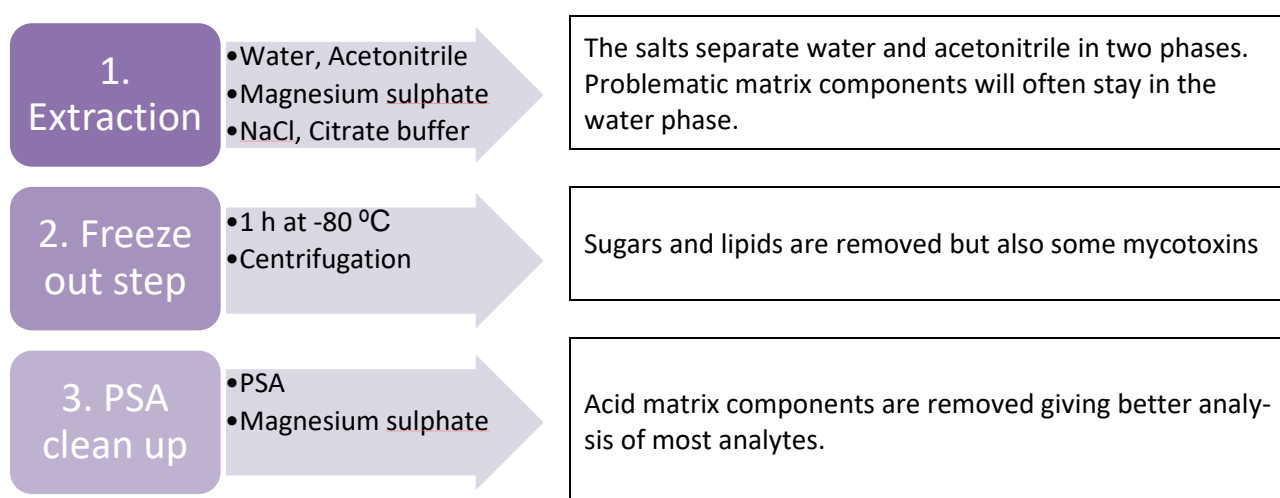 1.
Extraction
•Water, Acetonitrile
•Magnesium sulphate
•NaCl, Citrate buffer
The salts separate water and acetonitrile in two phases.
Problematic matrix components will often stay in the
water phase.
2. Freeze
out step
•1 h at -80 ⁰C
•Centrifugation
Sugars and lipids are removed but also some mycotoxins
3. PSA
clean up
•PSA
•Magnesium sulphate
Acid matrix components are removed giving better analy-
sis of most analytes.